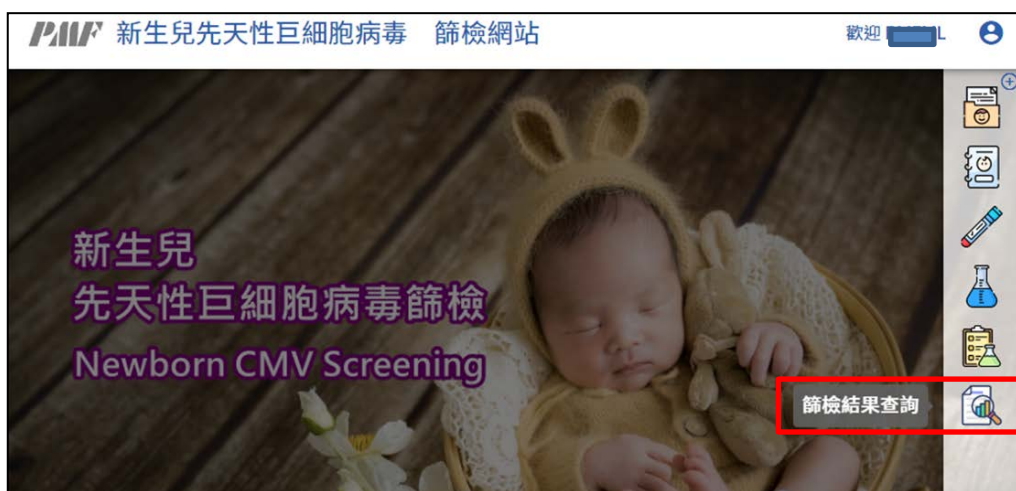 PMF 新生兒先天性巨細胞病毒 篩檢網站
歡迎 L
新生兒
先天性巨細胞病毒篩檢
Newborn CMV Screening
篩檢結果查詢